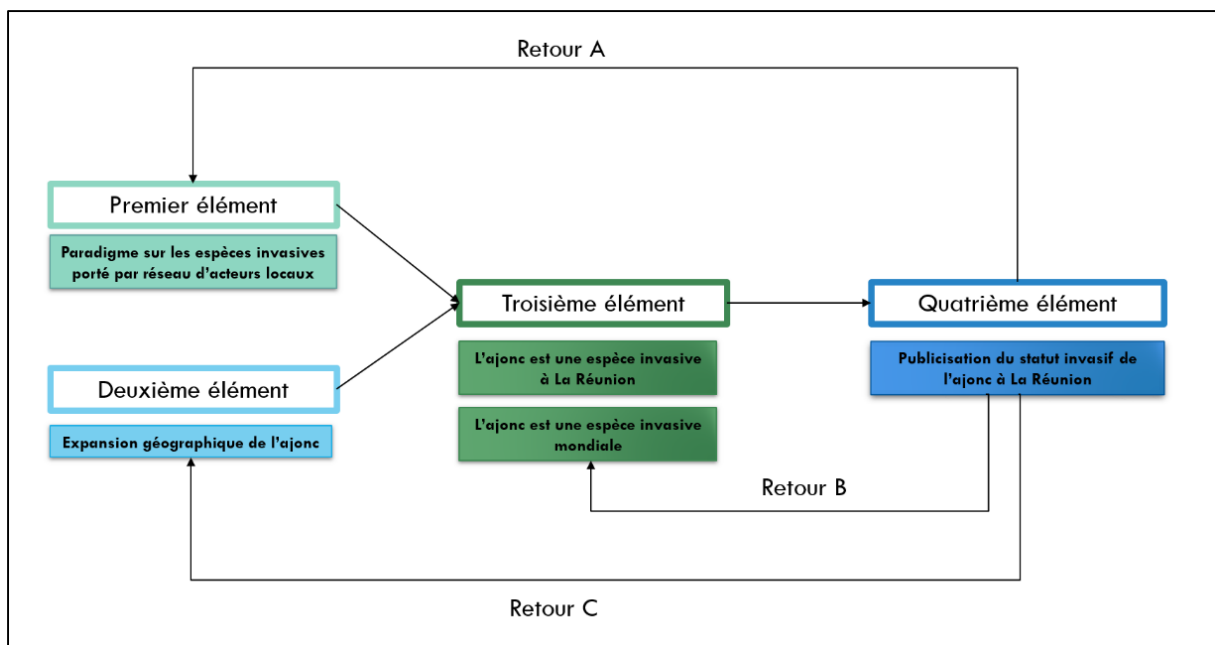 Retour A
Premier élément
Paradigme sur les espèces invasives
porté par réseau d'acteurs locaux
Deuxième élément
Expansion géographique de l'ajonc
Troisième élément
L'ajonc est une espèce invasive
à La Réunion
L'ajonc est une espèce invasive
mondiale
Quatrième élément
Publicisation du statut invasif de
l'ajonc à La Réunion
Retour B
Retour C